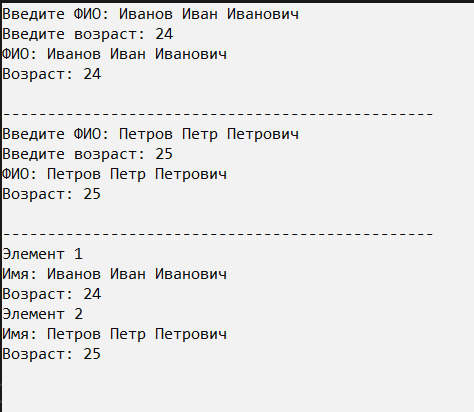 Введите ФИО: Иванов Иван Иванович
Введите возраст: 24
ФИО: Иванов Иван Иванович
Возраст: 24
------------------------------------------------
Введите ФИО: Петров Петр Петрович
Введите возраст: 25
ФИО: Петров Петр Петрович
Возраст: 25
------------------------------------------------
Элемент 1
Имя: Иванов Иван Иванович
Возраст: 24
Элемент 2
Имя: Петров Петр Петрович
Возраст: 25